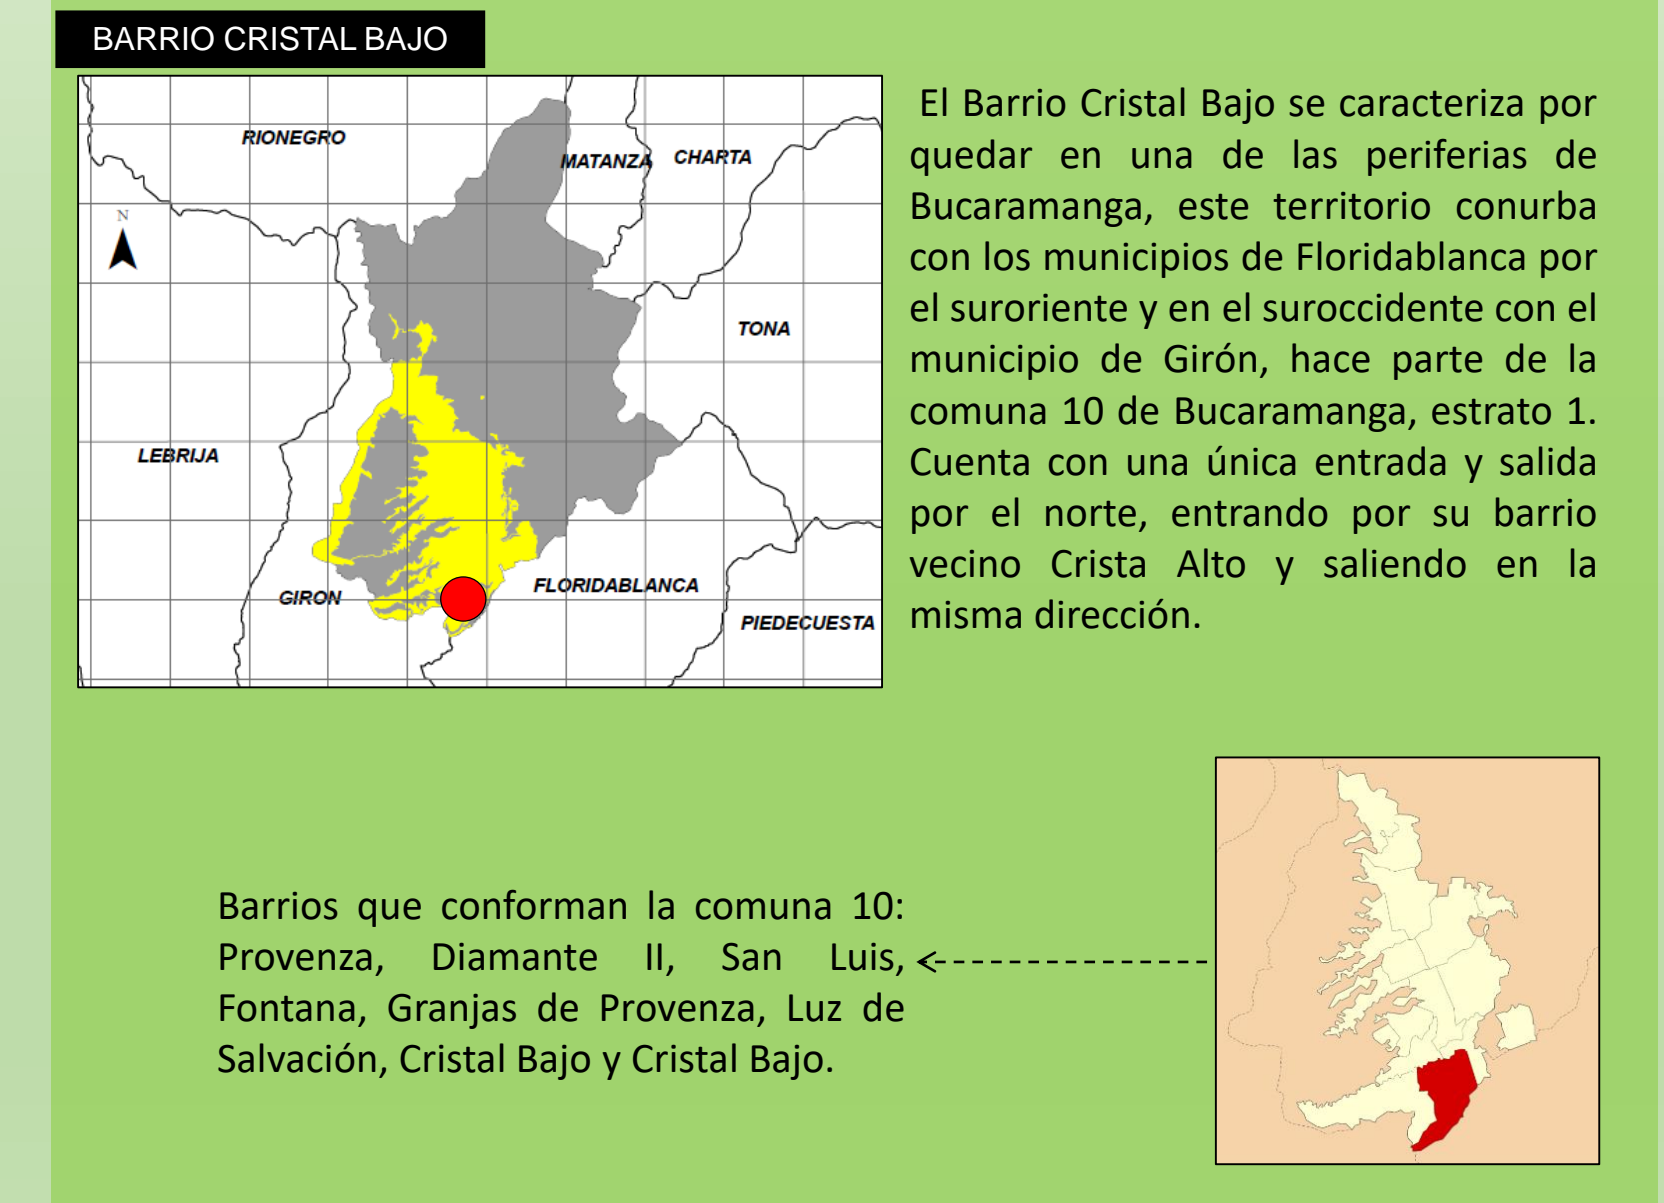 BARRIO CRISTAL BAJO
RIONEGRO
MATANZA
CHARTA
N
TONA
LEBRIJA
GIRON
FLORIDABLANCA
PIEDECUESTA
El Barrio Cristal Bajo se caracteriza por
quedar en una de las periferias de
Bucaramanga, este territorio conurba
con los municipios de Floridablanca por
el suroriente y en el suroccidente con el
municipio de Girón, hace parte de la
comuna 10 de Bucaramanga, estrato 1.
Cuenta con una única entrada y salida
por el norte, entrando por su barrio
vecino Crista Alto y saliendo en la
misma dirección.
Barrios que conforman la comuna 10:
Provenza, Diamante II, San Luis,
Fontana, Granjas de Provenza, Luz de
Salvación, Cristal Bajo y Cristal Bajo.